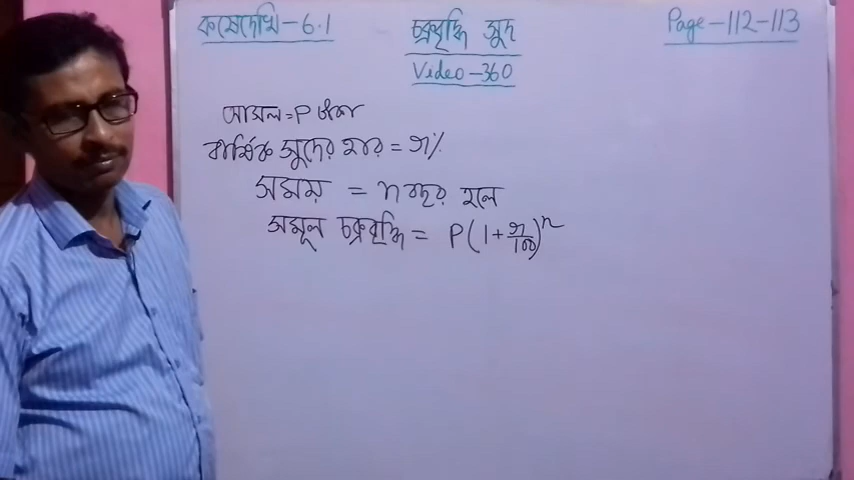 কষেদেখি-6.1
চক্রবৃদ্ধি সুদ
Page-112-113
Video-360
আসল=P টাকা
বার্ষিক সুদের হার = r%
সময় = n বছর হলে
সমূল চক্রবৃদ্ধি = P(1+r/100)^n